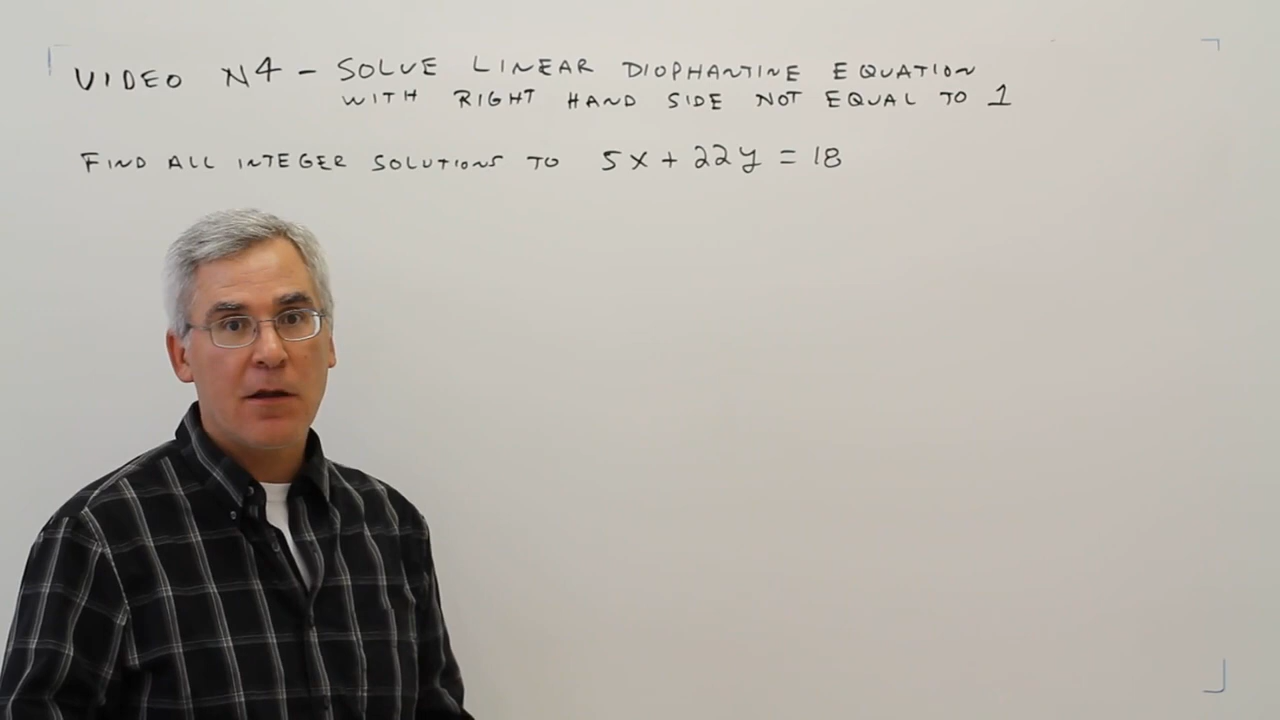 VIDEO N4 - SOLVE LINEAR DIOPHANTINE EQUATION
WITH RIGHT HAND SIDE NOT EQUAL TO 1
FIND ALL INTEGER SOLUTIONS TO 5x + 22y = 18